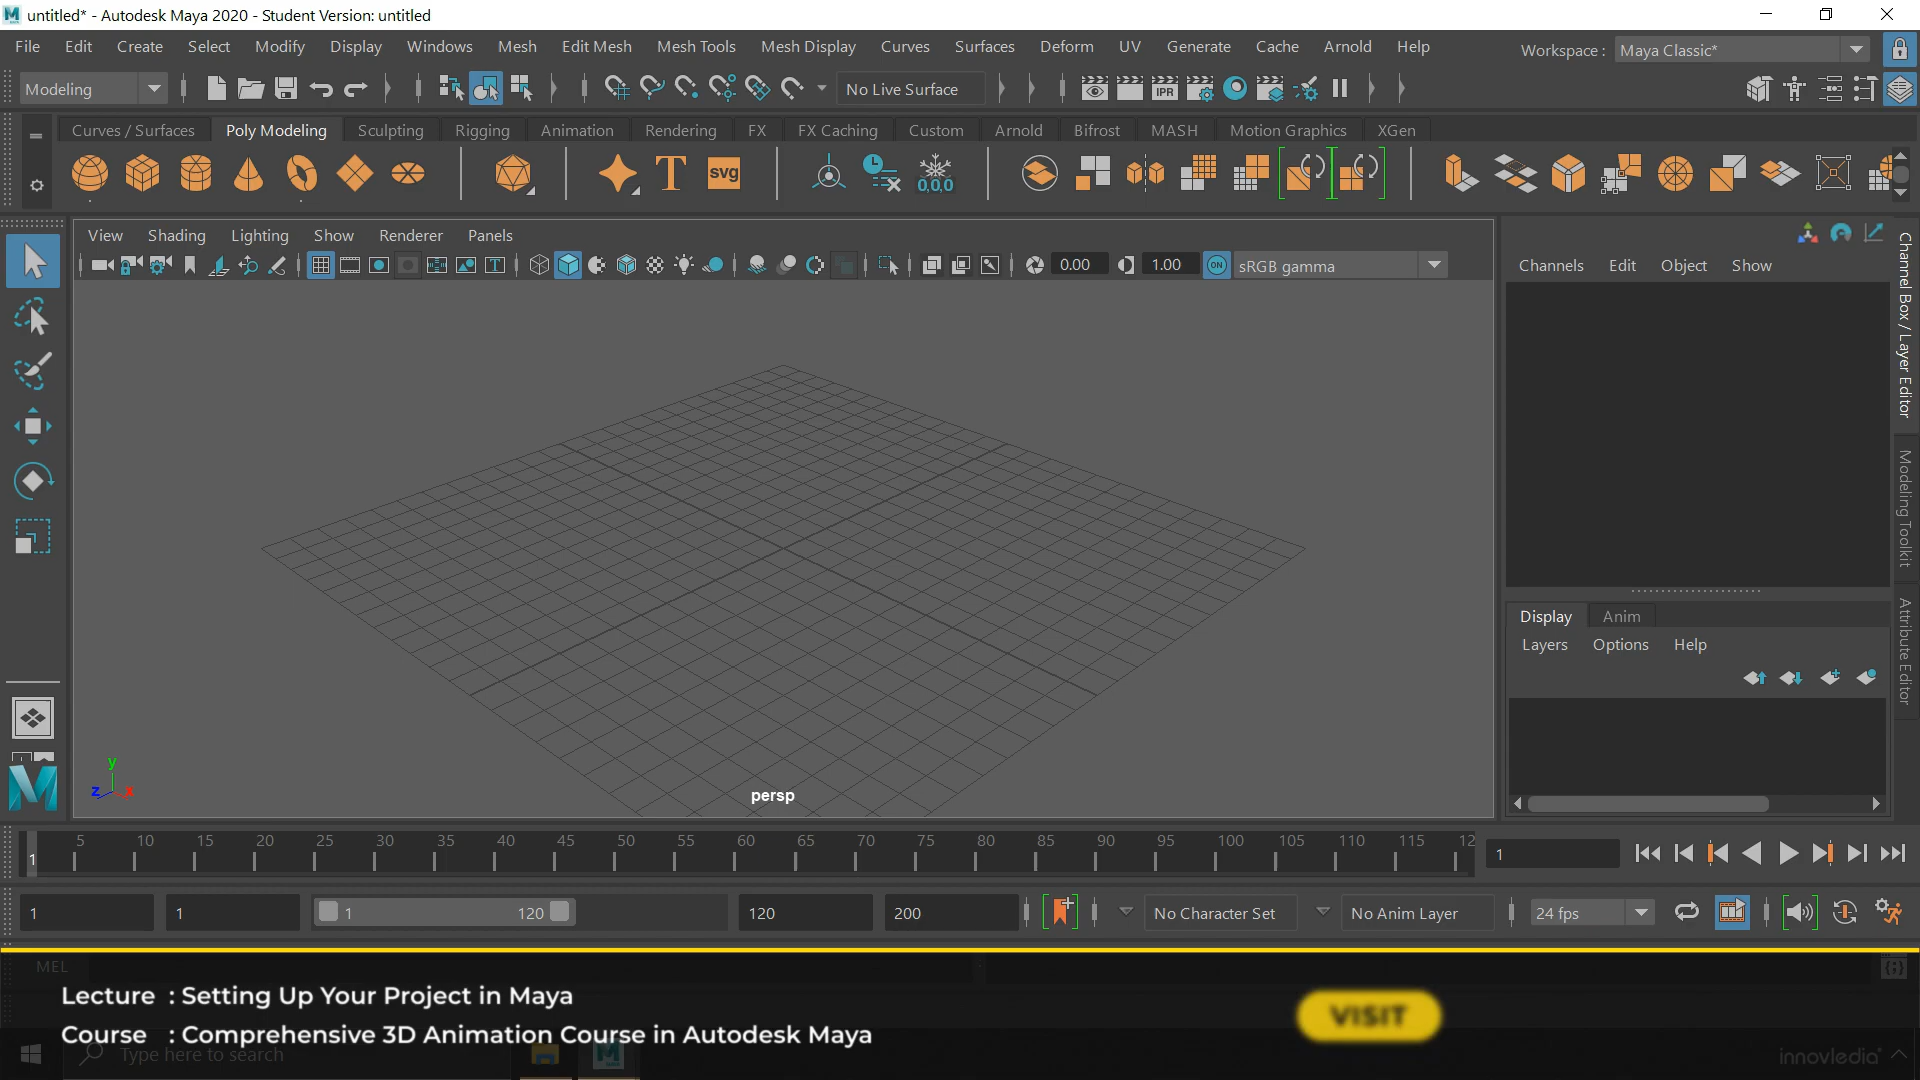 untitled* - Autodesk Maya 2020 - Student Version: untitled
File Edit Create Select Modify Display Windows Mesh Edit Mesh Mesh Tools Mesh Display Curves Surfaces Deform UV Generate Cache Arnold Help Workspace : Maya Classic*
Modeling No Live Surface IPR
Curves / Surfaces Poly Modeling Sculpting Rigging Animation Rendering FX FX Caching Custom Arnold Bifrost MASH Motion Graphics XGen
T svg 0,0,0
View Shading Lighting Show Renderer Panels
0.00 1.00 ON sRGB gamma
Channels Edit Object Show
Channel Box / Layer Editor
Modeling Toolkit
Attribute Editor
Display Anim
Layers Options Help
y
z x
persp
5 10 15 20 25 30 35 40 45 50 55 60 65 70 75 80 85 90 95 100 105 110 115 12
1 1
1 1 1 120 120 200 No Character Set No Anim Layer 24 fps
MEL
Lecture : Setting Up Your Project in Maya
VISIT
Course : Comprehensive 3D Animation Course in Autodesk Maya
Type here to search
innovledia